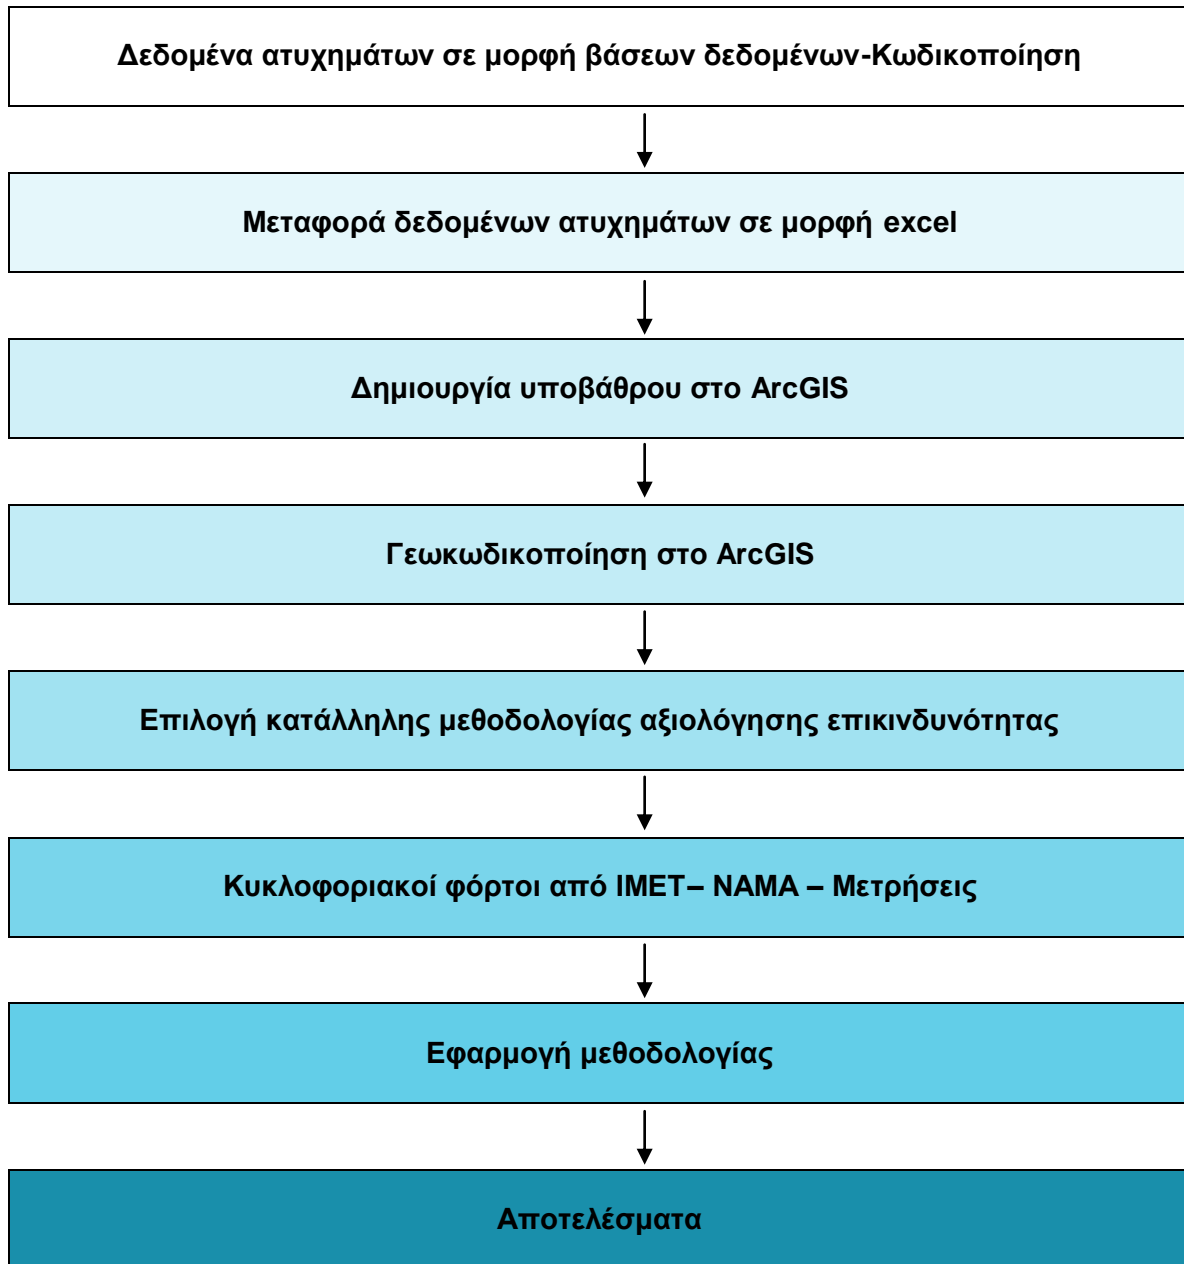 Δεδομένα ατυχημάτων σε μορφή βάσεων δεδομένων-Κωδικοποίηση
Μεταφορά δεδομένων ατυχημάτων σε μορφή excel
Δημιουργία υποβάθρου στο ArcGIS
Γεωκωδικοποίηση στο ArcGIS
Επιλογή κατάλληλης μεθοδολογίας αξιολόγησης επικινδυνότητας
Κυκλοφοριακοί φόρτοι από ΙΜΕΤ– ΝΑΜΑ – Μετρήσεις
Εφαρμογή μεθοδολογίας
Αποτελέσματα